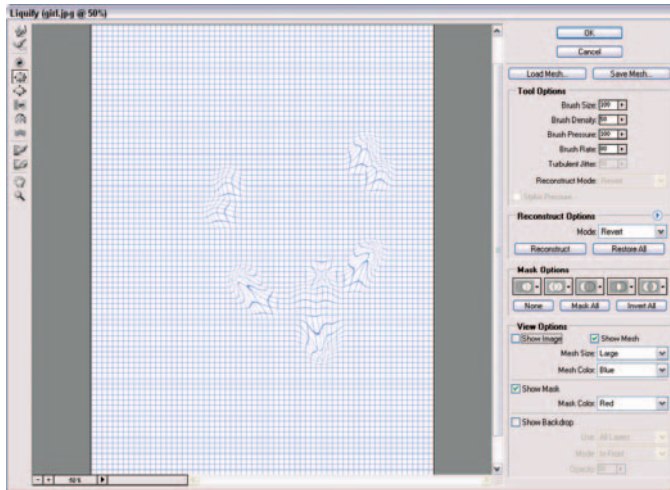 Liquify (girl.jpg @ 50%)
OK
Cancel
Load Mesh...
Save Mesh...
Tool Options
Brush Size:
Brush Density: 50
Brush Pressure:
Brush Rate: 80
Turbulent Jitter:
Reconstruct Mode: Revert
Stylus Pressure
Reconstruct Options
Mode: Revert
Reconstruct
Restore All
Mask Options
None
Mask All
Invert All
View Options
Show Image
Show Mesh
Mesh Size: Large
Mesh Color: Blue
Show Mask
Mask Color: Red
Show Backdrop
Use: All Layers
Mode: In Front
Opacity:
50%